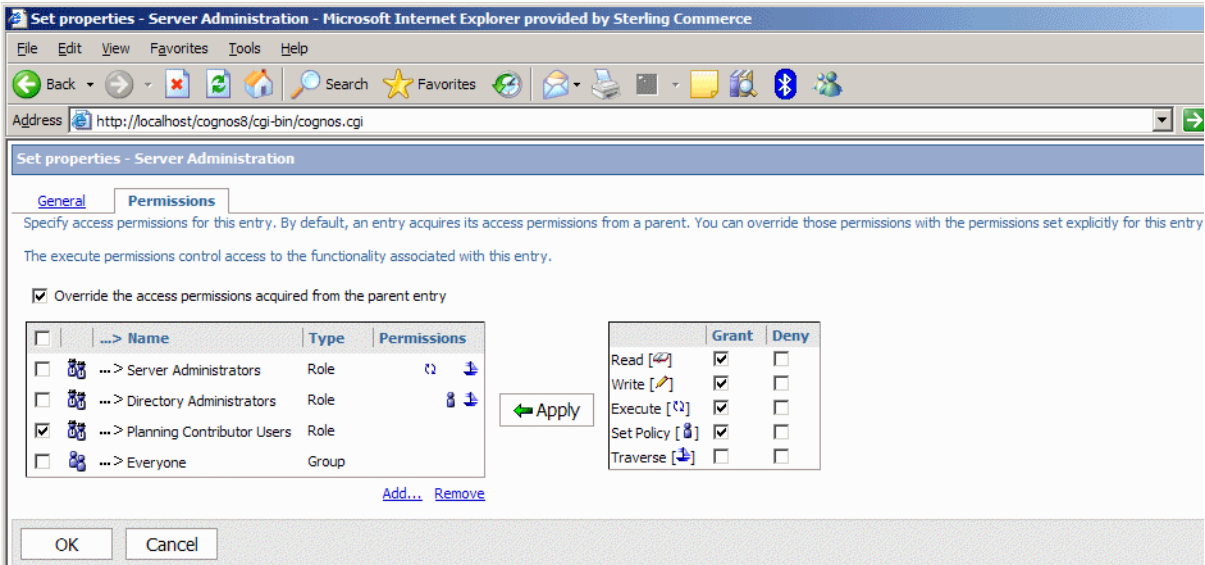 Set properties - Server Administration - Microsoft Internet Explorer provided by Sterling Commerce
File Edit View Favorites Tools Help
Back Search Favorites
Address http://localhost/cognos8/cgi-bin/cognos.cgi
Set properties - Server Administration
General Permissions
Specify access permissions for this entry. By default, an entry acquires its access permissions from a parent. You can override those permissions with the permissions set explicitly for this entry
The execute permissions control access to the functionality associated with this entry.
Override the access permissions acquired from the parent entry
...> Name Type Permissions
...> Server Administrators Role
...> Directory Administrators Role
...> Planning Contributor Users Role
...> Everyone Group
Add... Remove
Apply
Grant Deny
Read []
Write []
Execute []
Set Policy []
Traverse []
OK Cancel